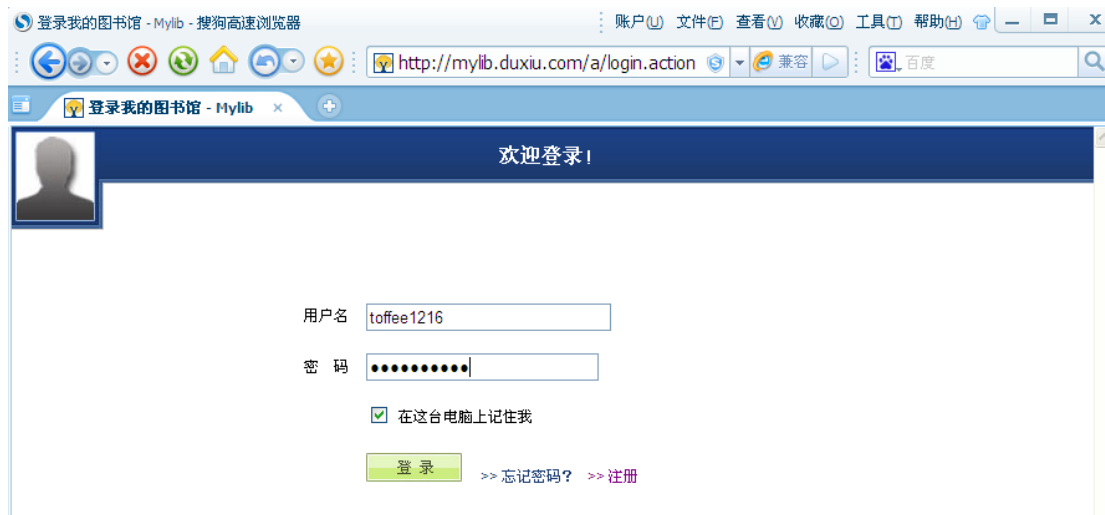 登录我的图书馆 - Mylib - 搜狗高速浏览器 账户(U) 文件(F) 查看(V) 收藏(O) 工具(T) 帮助(H)
http://mylib.duxiu.com/a/login.action 兼容 百度
登录我的图书馆 - Mylib
欢迎登录!
用户名 toffee1216
密 码 ••••••••••
在这台电脑上记住我
登 录 >> 忘记密码? >> 注册